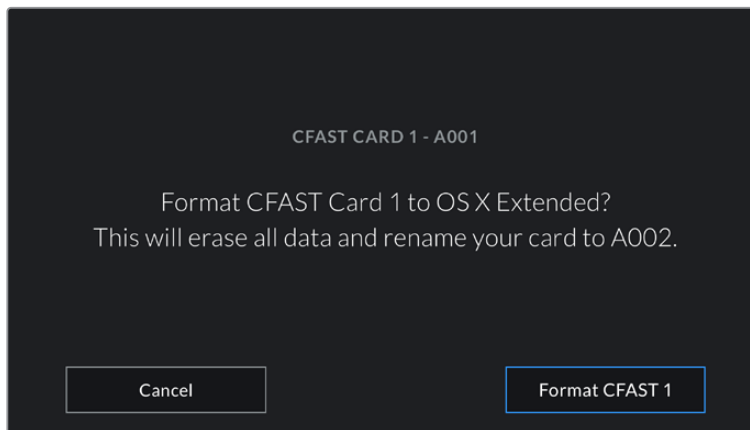 CFAST CARD 1 - A001
Format CFAST Card 1 to OS X Extended?
This will erase all data and rename your card to A002.
Cancel
Format CFAST 1